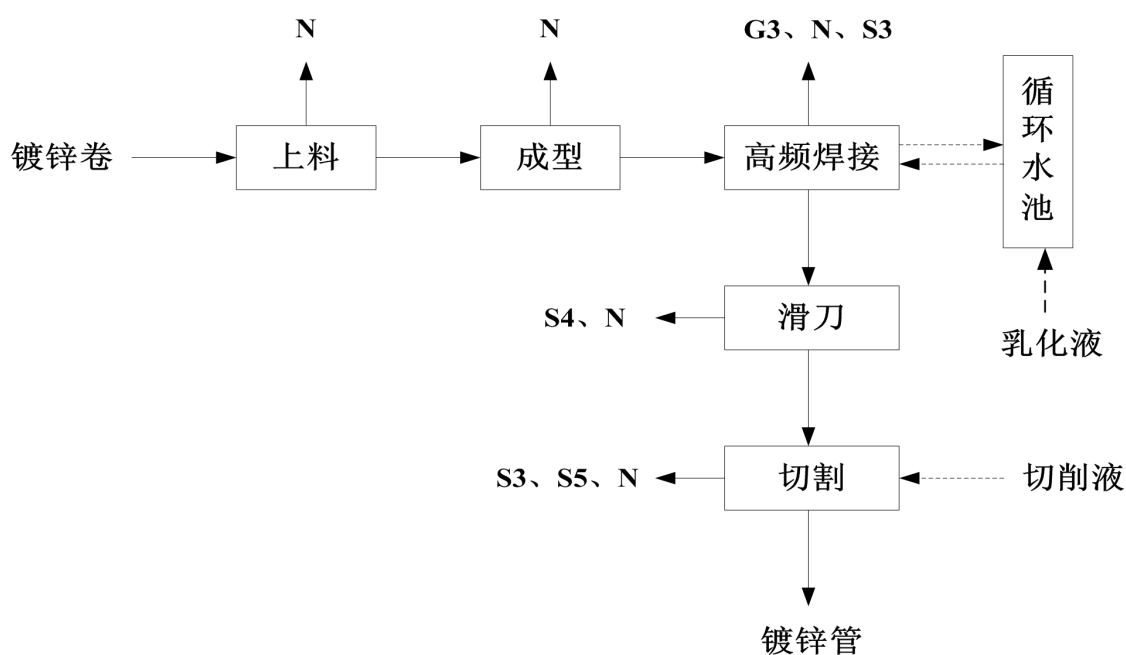 N
N
G3、N、S3
镀锌卷
上料
成型
高频焊接
循环水池
S4、N
滑刀
乳化液
S3、S5、N
切割
切削液
镀锌管